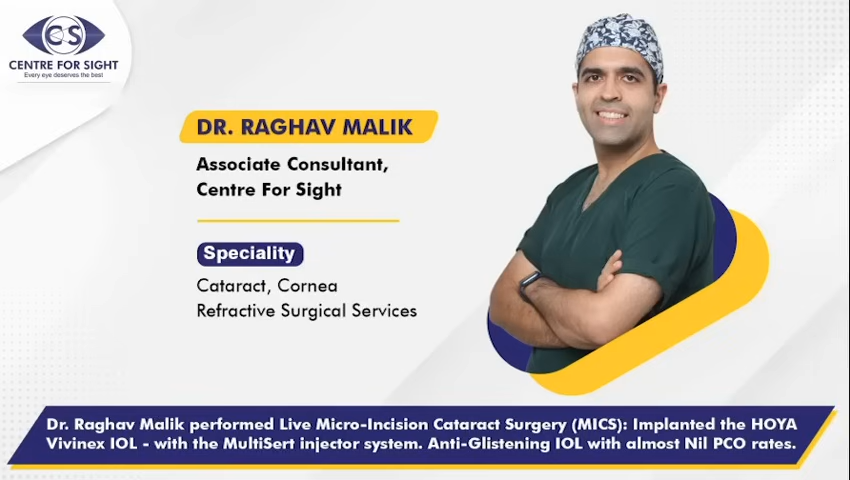 CS
CENTRE FOR SIGHT
Every eye deserves the best
DR. RAGHAV MALIK
Associate Consultant,
Centre For Sight
Speciality
Cataract, Cornea
Refractive Surgical Services
Dr. Raghav Malik performed Live Micro-Incision Cataract Surgery (MICS): Implanted the HOYA
Vivinex IOL - with the MultiSert injector system. Anti-Glistening IOL with almost Nil PCO rates.